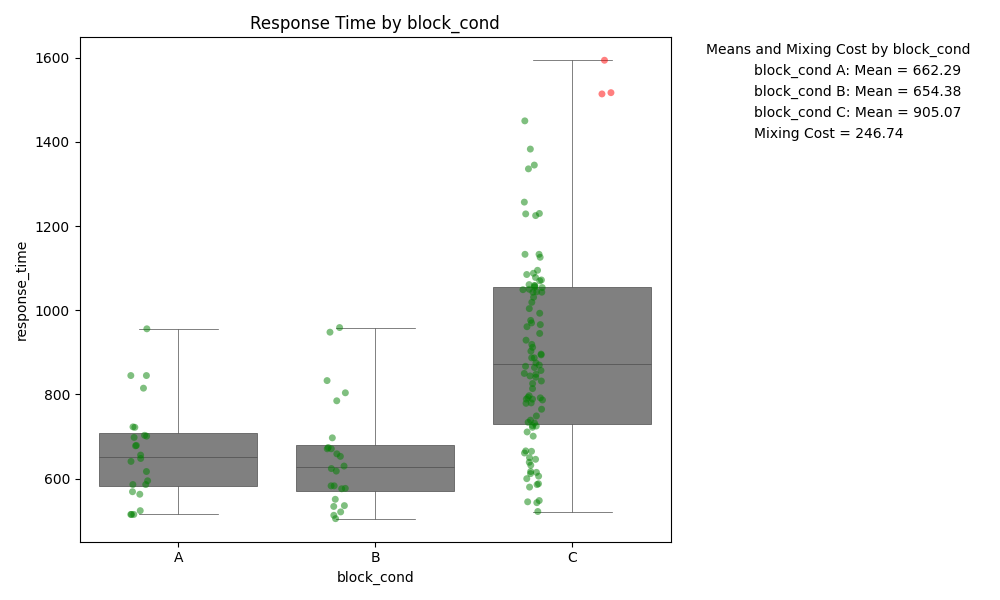 Response Time by block_cond
Means and Mixing Cost by block_cond
block_cond A: Mean = 662.29
block_cond B: Mean = 654.38
block_cond C: Mean = 905.07
Mixing Cost = 246.74
response_time
1600
1400
1200
1000
800
600
A
B
C
block_cond